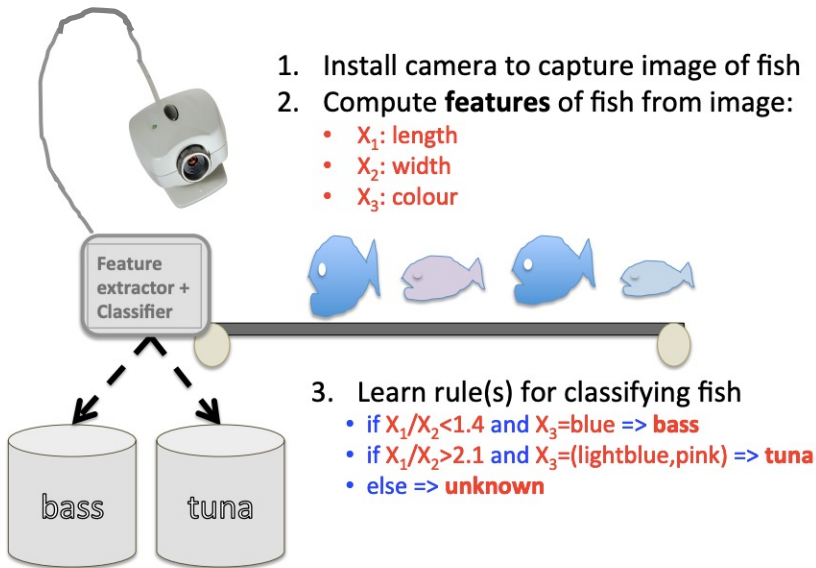 1. Install camera to capture image of fish
2. Compute features of fish from image:
• X₁: length
• X₂: width
• X₃: colour
Feature
extractor +
Classifier
3. Learn rule(s) for classifying fish
• if X₁/X₂<1.4 and X₃=blue => bass
• if X₁/X₂>2.1 and X₃=(lightblue,pink) => tuna
• else => unknown
bass
tuna